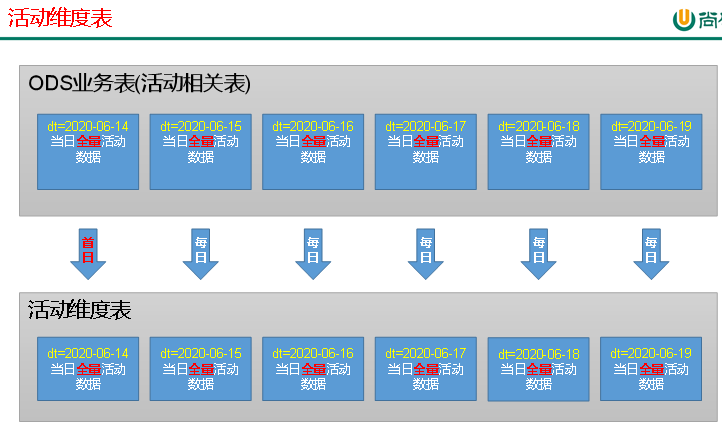 活动维度表
尚
ODS业务表(活动相关表)
dt=2020-06-14
当日全量活动
数据
dt=2020-06-15
当日全量活动
数据
dt=2020-06-16
当日全量活动
数据
dt=2020-06-17
当日全量活动
数据
dt=2020-06-18
当日全量活动
数据
dt=2020-06-19
当日全量活动
数据
首
日
每
日
每
日
每
日
每
日
每
日
活动维度表
dt=2020-06-14
当日全量活动
数据
dt=2020-06-15
当日全量活动
数据
dt=2020-06-16
当日全量活动
数据
dt=2020-06-17
当日全量活动
数据
dt=2020-06-18
当日全量活动
数据
dt=2020-06-19
当日全量活动
数据